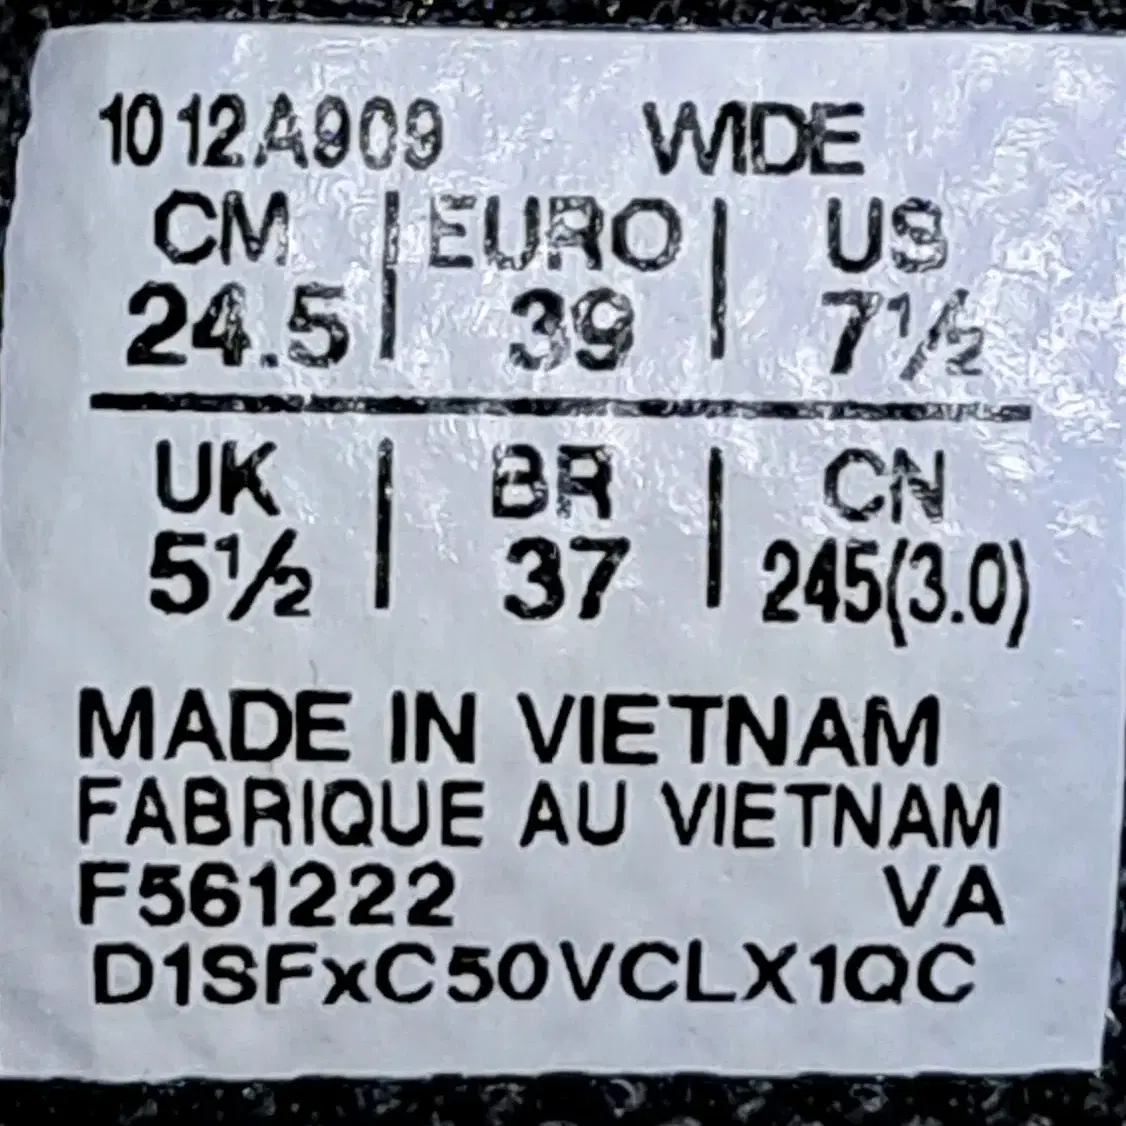 1012A909 WIDE
CM | EURO | US
24.5 | 39 | 7½
UK | BR | CN
5½ | 37 | 245(3.0)
MADE IN VIETNAM
FABRIQUE AU VIETNAM
F561222 VA
D1SFxC50VCLX1QC